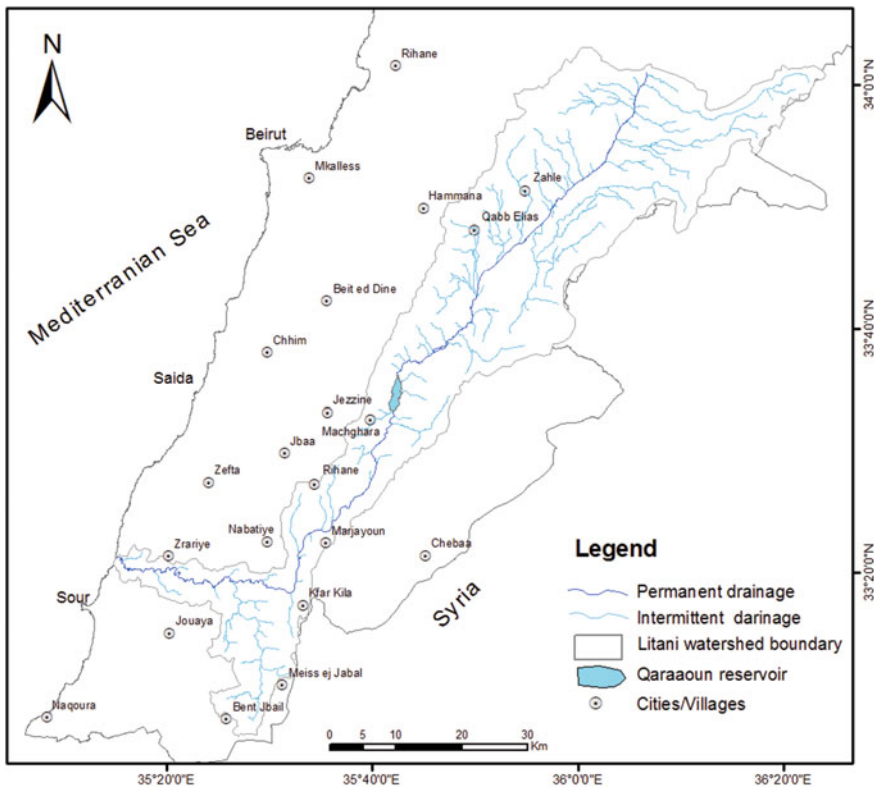 N
Rihane
34°0'0"N
Beirut
Mkalless
Zahle
Hammana
Qabb Elias
Mediterranian Sea
Beit ed Dine
33°40'0"N
Chhim
Saida
Jezzine
Machghara
Jbaa
Zefta
Rihane
Nabatiye
Marjayoun
Zrariye
Chebaa
Legend
Permanent drainage
Intermittent darinage
Litani watershed boundary
Qaraaoun reservoir
Cities/Villages
33°20'0"N
Syria
Sour
Kfar Kila
Jouaya
Meiss ej Jabal
Naqoura
Bent Jbail
0 5 10 20 30
Km
35°20'0"E 35°40'0"E 36°0'0"E 36°20'0"E